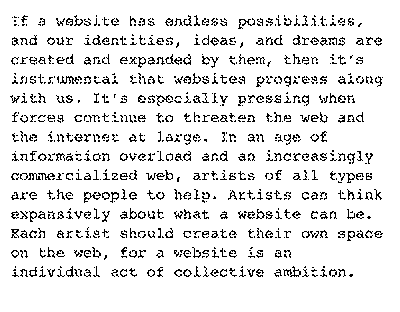 If a website has endless possibilities,
and our identities, ideas, and dreams are
created and expanded by them, then it's
instrumental that websites progress along
with us. It's especially pressing when
forces continue to threaten the web and
the internet at large. In an age of
information overload and an increasingly
commercialized web, artists of all types
are the people to help. Artists can think
expansively about what a website can be.
Each artist should create their own space
on the web, for a website is an
individual act of collective ambition.